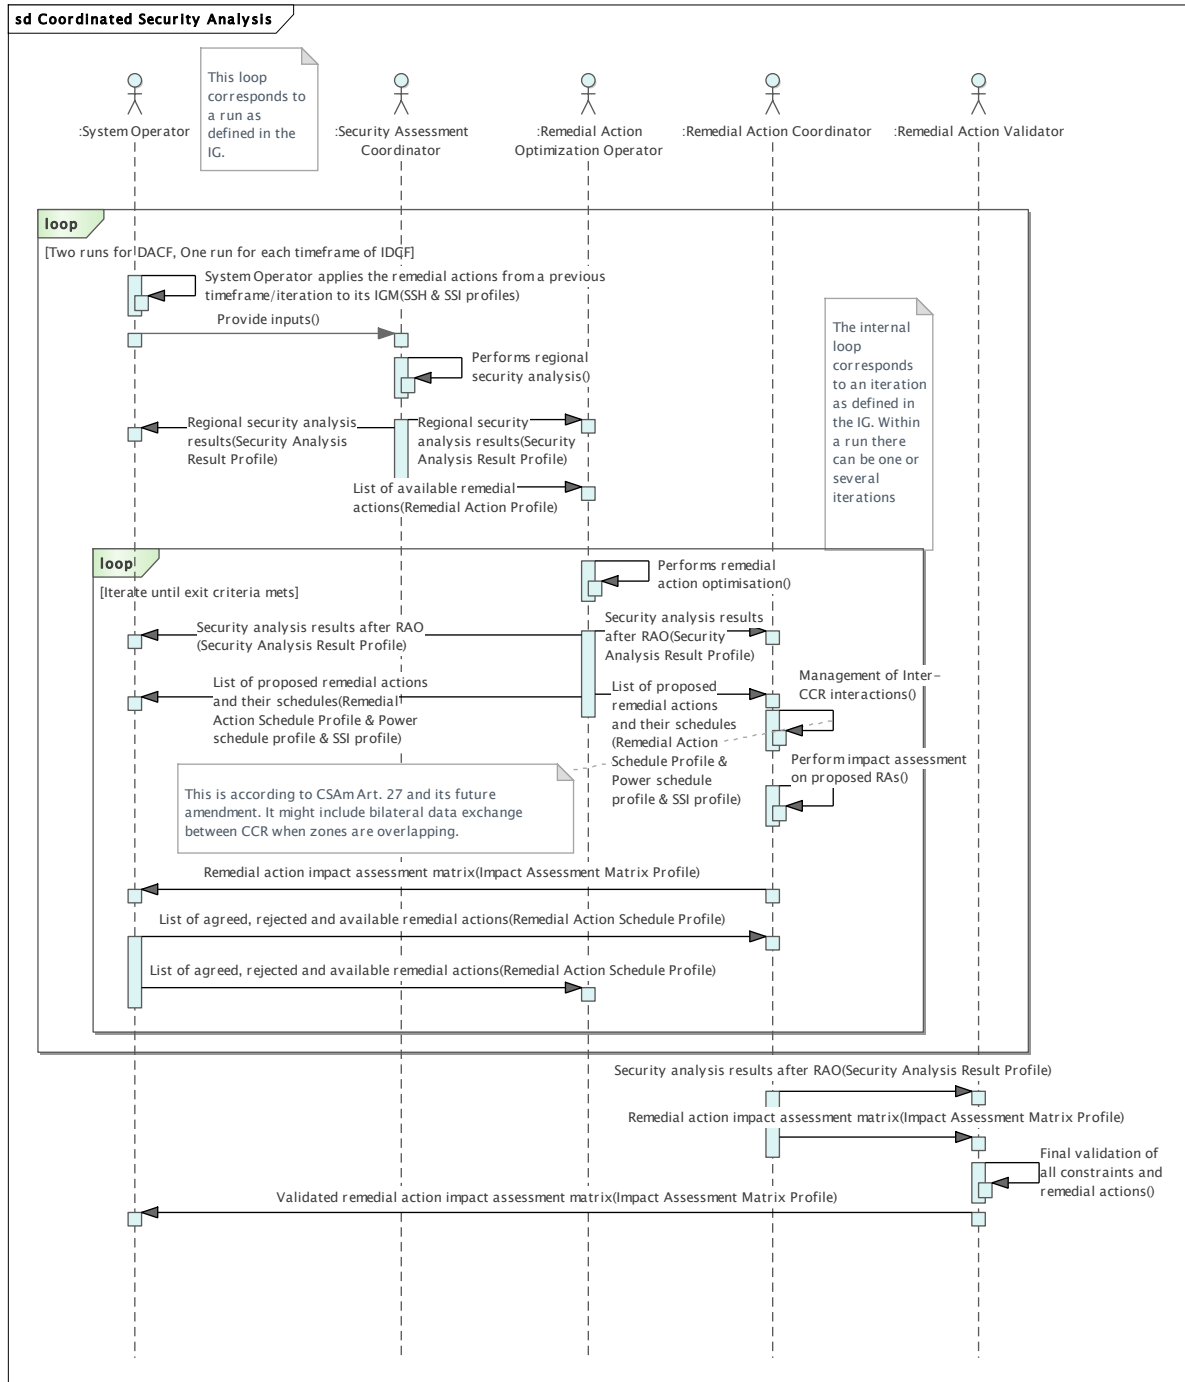 sd Coordinated Security Analysis
This loop
corresponds to
a run as
defined in the
IG.
:System Operator
:Security Assessment
Coordinator
:Remedial Action
Optimization Operator
:Remedial Action Coordinator
:Remedial Action Validator
loop
[Two runs for DACF, One run for each timeframe of IDCF]
System Operator applies the remedial actions from a previous
timeframe/iteration to its IGM(SSH & SSI profiles)
Provide inputs()
The internal
loop
corresponds
to an iteration
as defined in
the IG. Within
a run there
can be one or
several
iterations
Performs regional
security analysis()
Regional security analysis
results(Security Analysis
Result Profile)
Regional security
analysis results(Security
Analysis Result Profile)
List of available remedial
actions(Remedial Action Profile)
loop
[Iterate until exit criteria mets]
Performs remedial
action optimisation()
Security analysis results after RAO
(Security Analysis Result Profile)
Security analysis results
after RAO(Security
Analysis Result Profile)
List of proposed remedial actions
and their schedules(Remedial
Action Schedule Profile & Power
schedule profile & SSI profile)
List of proposed
remedial actions
and their schedules
(Remedial Action
Schedule Profile &
Power schedule
profile & SSI profile)
Management of Inter-
CCR interactions()
Perform impact assessment
on proposed RAs()
This is according to CSAm Art. 27 and its future
amendment. It might include bilateral data exchange
between CCR when zones are overlapping.
Remedial action impact assessment matrix(Impact Assessment Matrix Profile)
List of agreed, rejected and available remedial actions(Remedial Action Schedule Profile)
List of agreed, rejected and available remedial actions(Remedial Action Schedule Profile)
Security analysis results after RAO(Security Analysis Result Profile)
Remedial action impact assessment matrix(Impact Assessment Matrix Profile)
Final validation of
all constraints and
remedial actions()
Validated remedial action impact assessment matrix(Impact Assessment Matrix Profile)